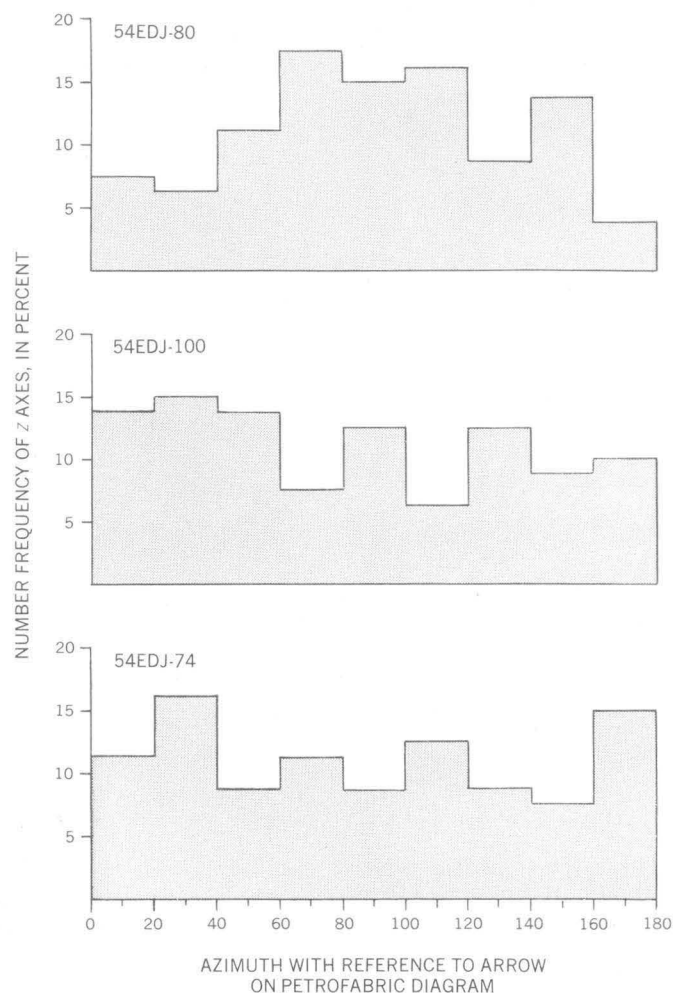 NUMBER FREQUENCY OF z AXES, IN PERCENT
54EDJ-80
20
15
10
5
54EDJ-100
20
15
10
5
54EDJ-74
20
15
10
5
0 20 40 60 80 100 120 140 160 180
AZIMUTH WITH REFERENCE TO ARROW
ON PETROFABRIC DIAGRAM